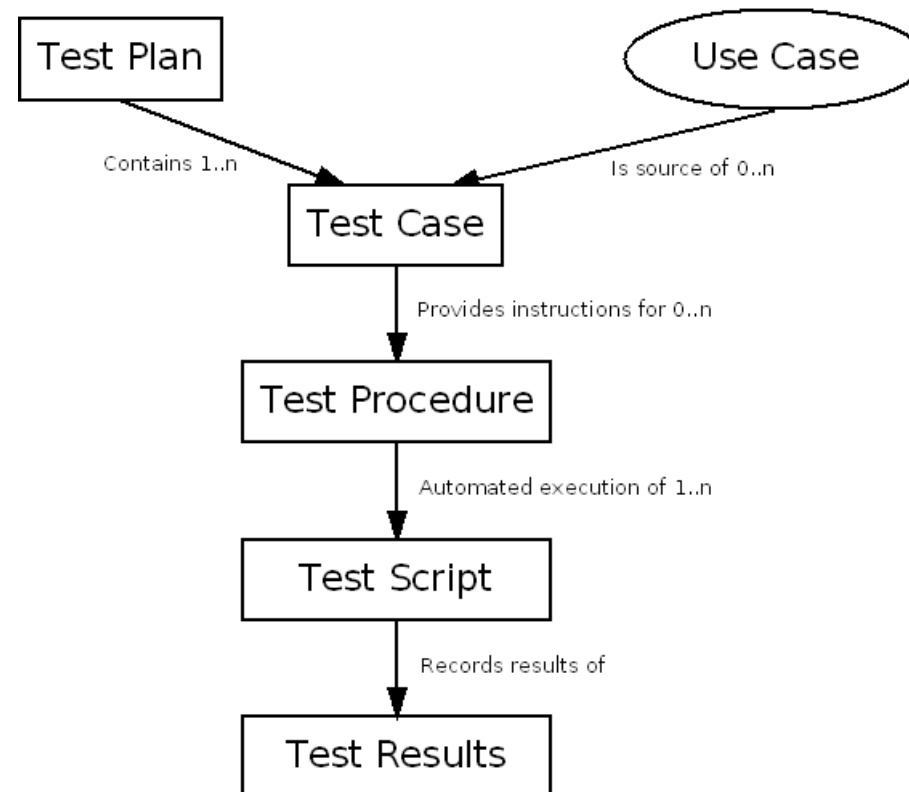 Test Plan
Use Case
Contains 1..n
Is source of 0..n
Test Case
Provides instructions for 0..n
Test Procedure
Automated execution of 1..n
Test Script
Records results of
Test Results